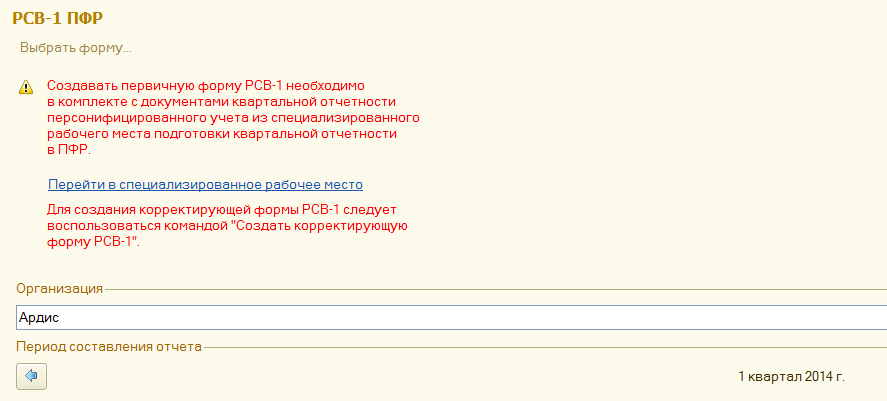 РСВ-1 ПФР
Выбрать форму...
Создавать первичную форму РСВ-1 необходимо
в комплекте с документами квартальной отчетности
персонифицированного учета из специализированного
рабочего места подготовки квартальной отчетности
в ПФР.
Перейти в специализированное рабочее место
Для создания корректирующей формы РСВ-1 следует
воспользоваться командой "Создать корректирующую
форму РСВ-1".
Организация
Ардис
Период составления отчета
1 квартал 2014 г.